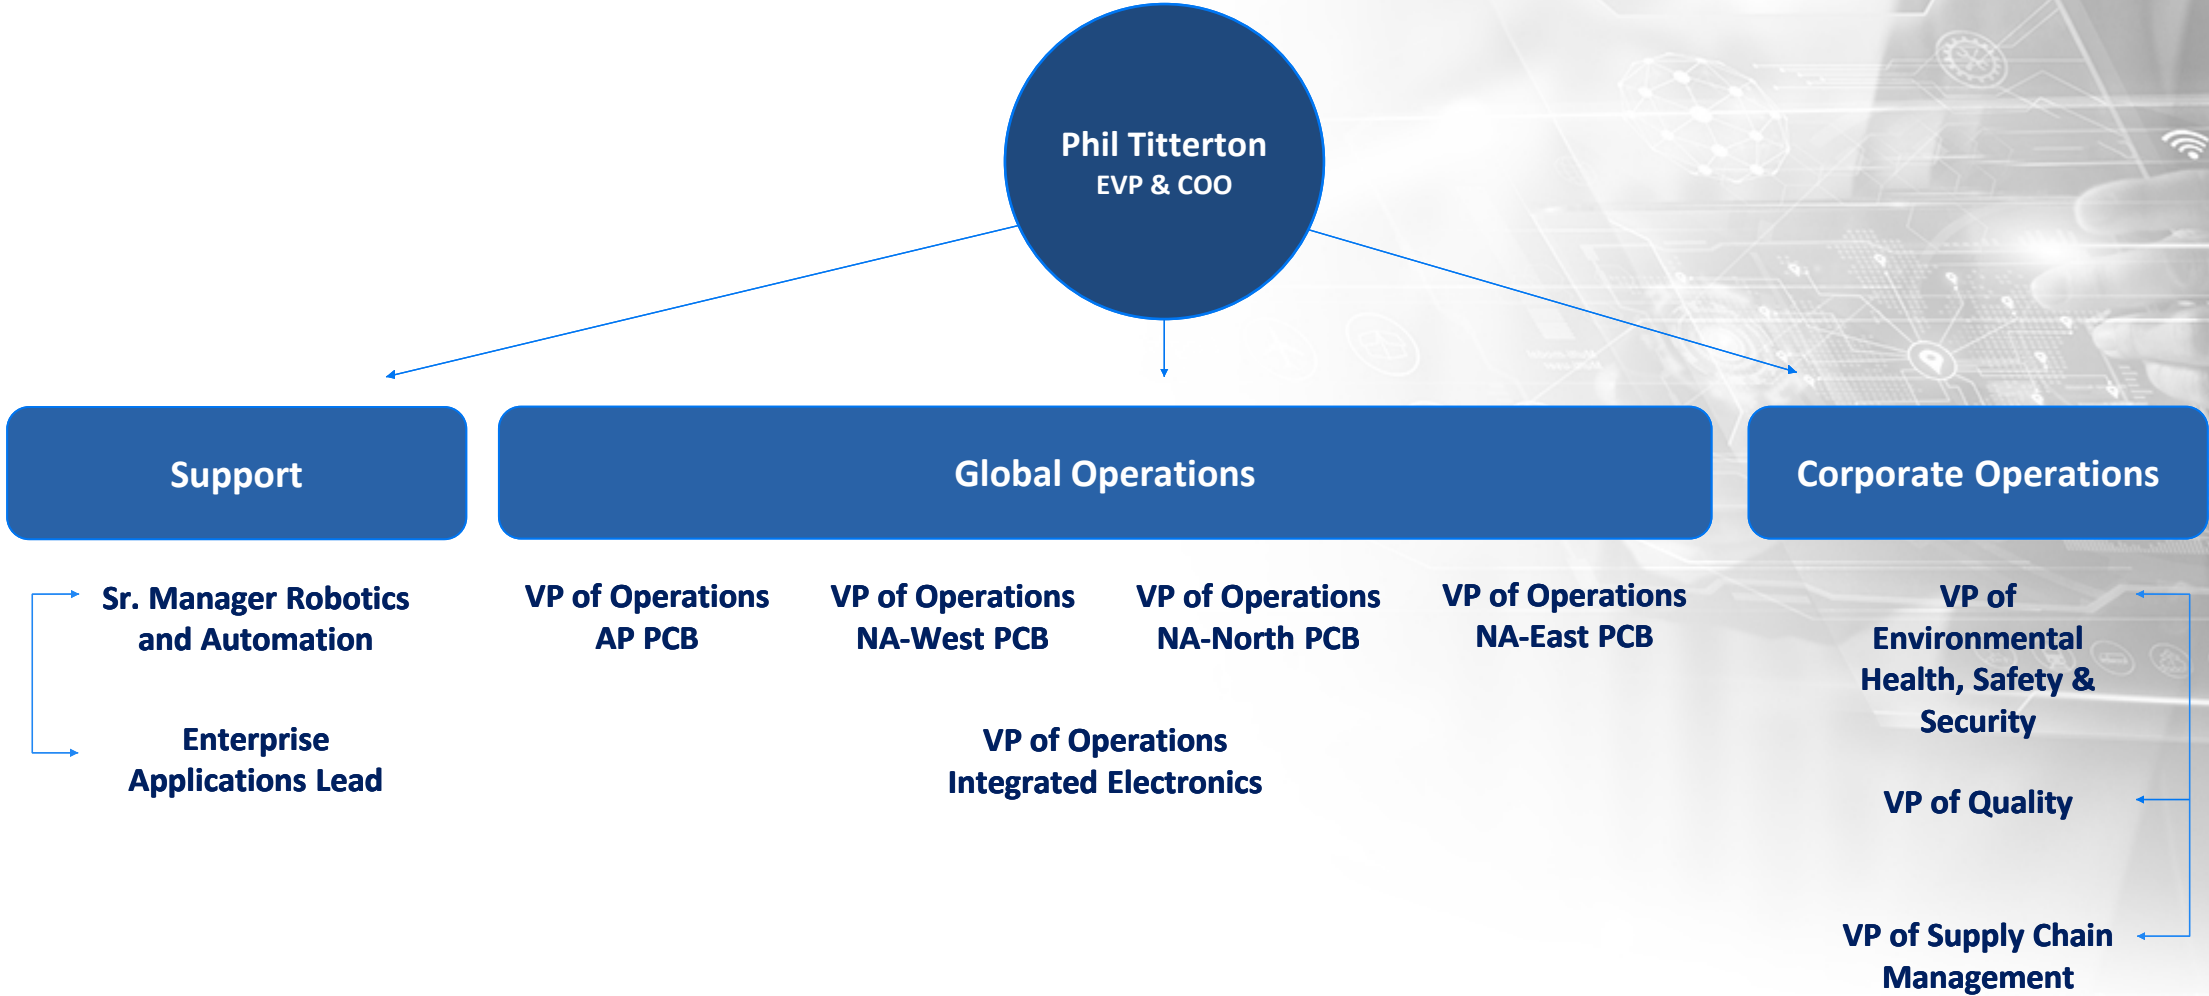 Phil Titterton
EVP & COO
Support
Global Operations
Corporate Operations
Sr. Manager Robotics
and Automation
Enterprise
Applications Lead
VP of Operations
AP PCB
VP of Operations
NA-West PCB
VP of Operations
NA-North PCB
VP of Operations
NA-East PCB
VP of Operations
Integrated Electronics
VP of
Environmental
Health, Safety &
Security
VP of Quality
VP of Supply Chain
Management